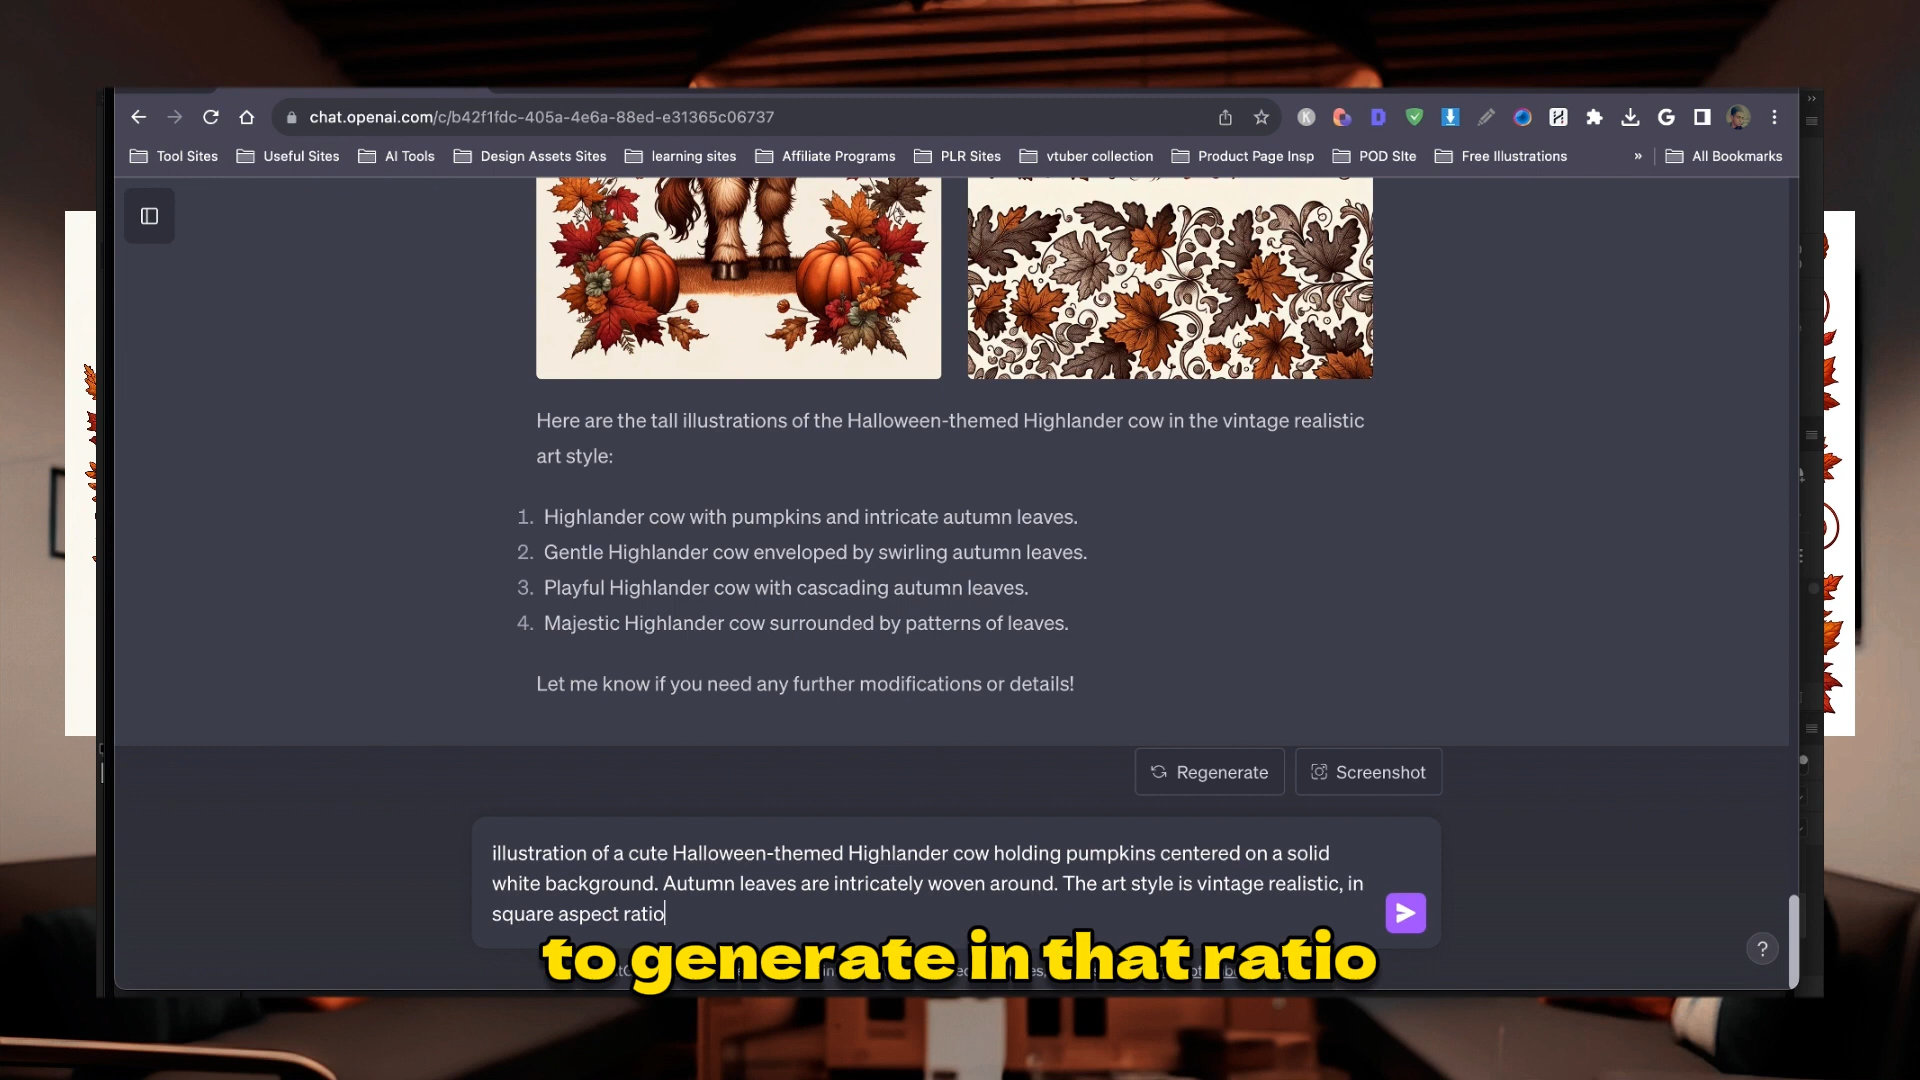 chat.openai.com/c/b42f1fdc-405a-4e6a-88ed-e31365c06737
Tool Sites
Useful Sites
AI Tools
Design Assets Sites
learning sites
Affiliate Programs
PLR Sites
vtuber collection
Product Page Insp
POD SIte
Free Illustrations
»
All Bookmarks
Here are the tall illustrations of the Halloween-themed Highlander cow in the vintage realistic
art style:
1. Highlander cow with pumpkins and intricate autumn leaves.
2. Gentle Highlander cow enveloped by swirling autumn leaves.
3. Playful Highlander cow with cascading autumn leaves.
4. Majestic Highlander cow surrounded by patterns of leaves.
Let me know if you need any further modifications or details!
Regenerate
Screenshot
illustration of a cute Halloween-themed Highlander cow holding pumpkins centered on a solid
white background. Autumn leaves are intricately woven around. The art style is vintage realistic, in
square aspect ratio
to generate in that ratio
?